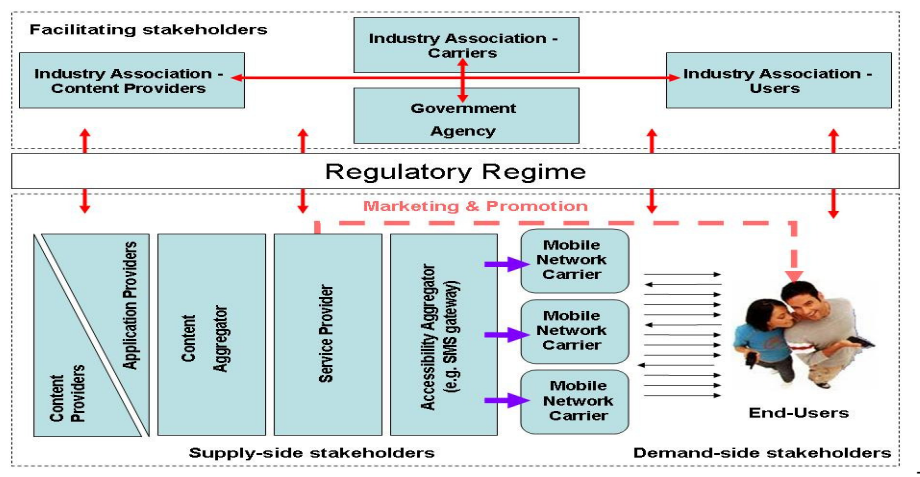 Facilitating stakeholders
Industry Association -
Carriers
Industry Association -
Content Providers
Industry Association -
Users
Government
Agency
Regulatory Regime
Marketing & Promotion
Content
Providers
Application Providers
Content
Aggregator
Service Provider
Accessibility Aggregator
(e.g. SMS gateway)
Mobile
Network
Carrier
Mobile
Network
Carrier
Mobile
Network
Carrier
End-Users
Supply-side stakeholders
Demand-side stakeholders